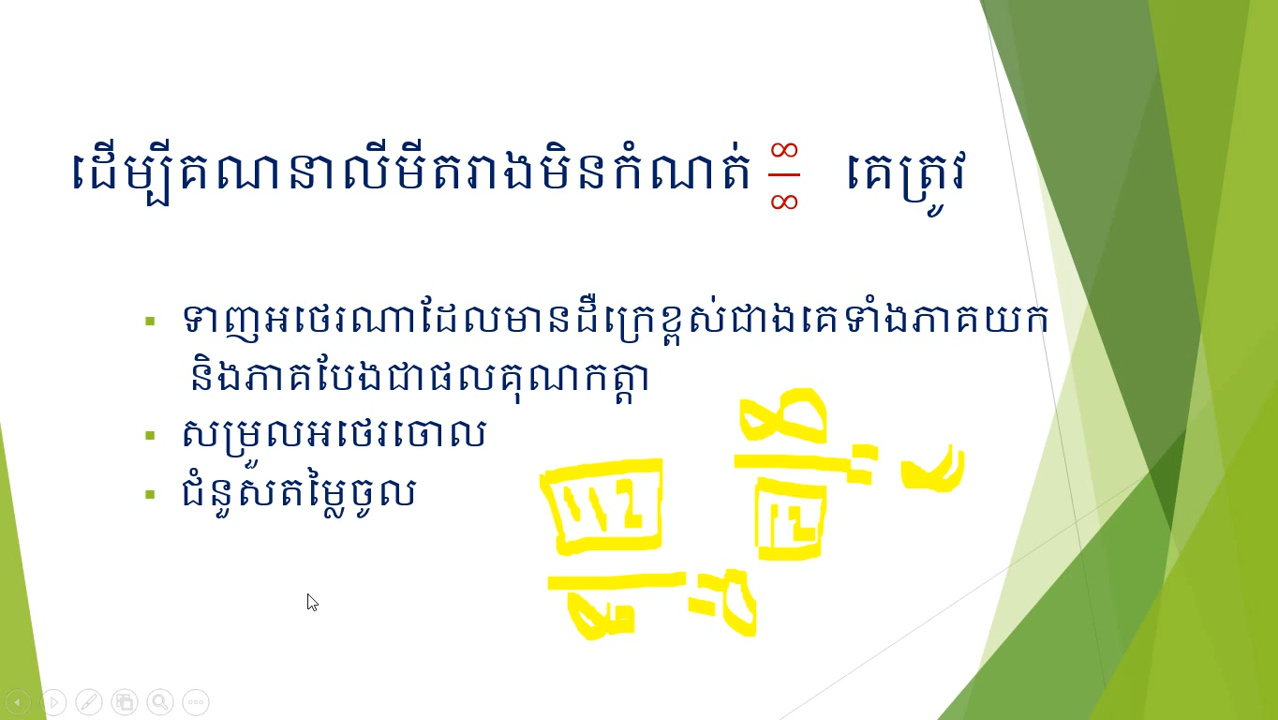 ដើម្បីគណនាលីមីតរាងមិនកំណត់ ∞/∞ គេត្រូវ
▪ ទាញអថេរណាដែលមានដឺក្រេខ្ពស់ជាងគេទាំងភាគយក
និងភាគបែងជាផលគុណកត្តា
▪ សម្រួលអថេរចោល
▪ ជំនួសតម្លៃចូល